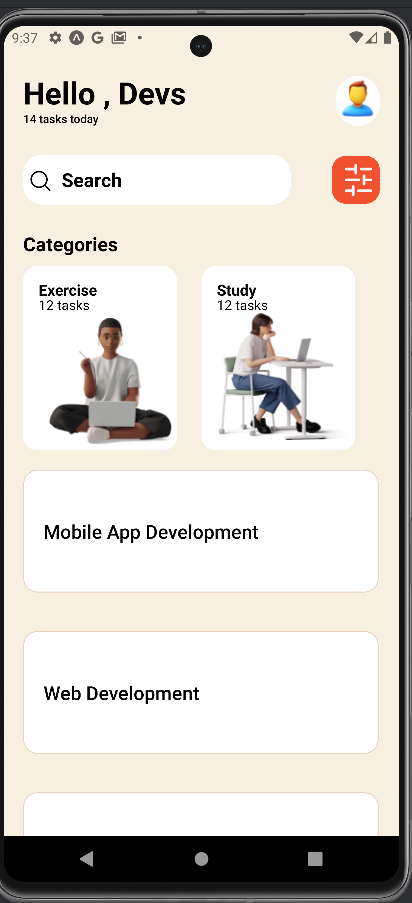 9:37
Hello , Devs
14 tasks today
Search
Categories
Exercise
12 tasks
Study
12 tasks
Mobile App Development
Web Development